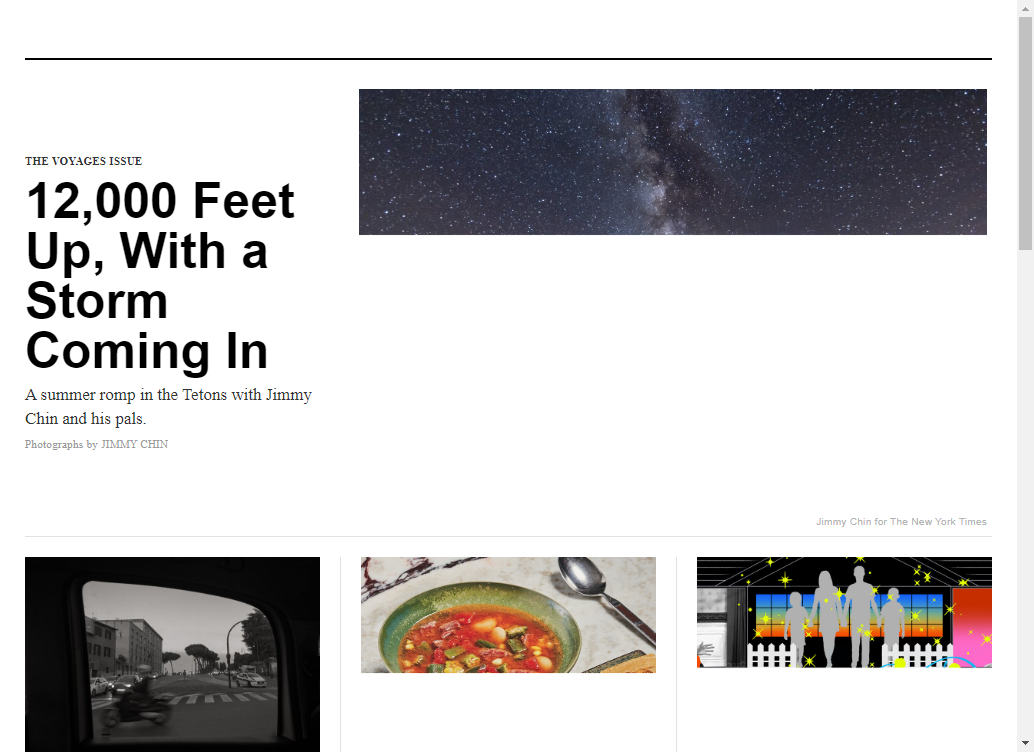 THE VOYAGES ISSUE
12,000 Feet
Up, With a
Storm
Coming In
A summer romp in the Tetons with Jimmy
Chin and his pals.
Photographs by JIMMY CHIN
Jimmy Chin for The New York Times